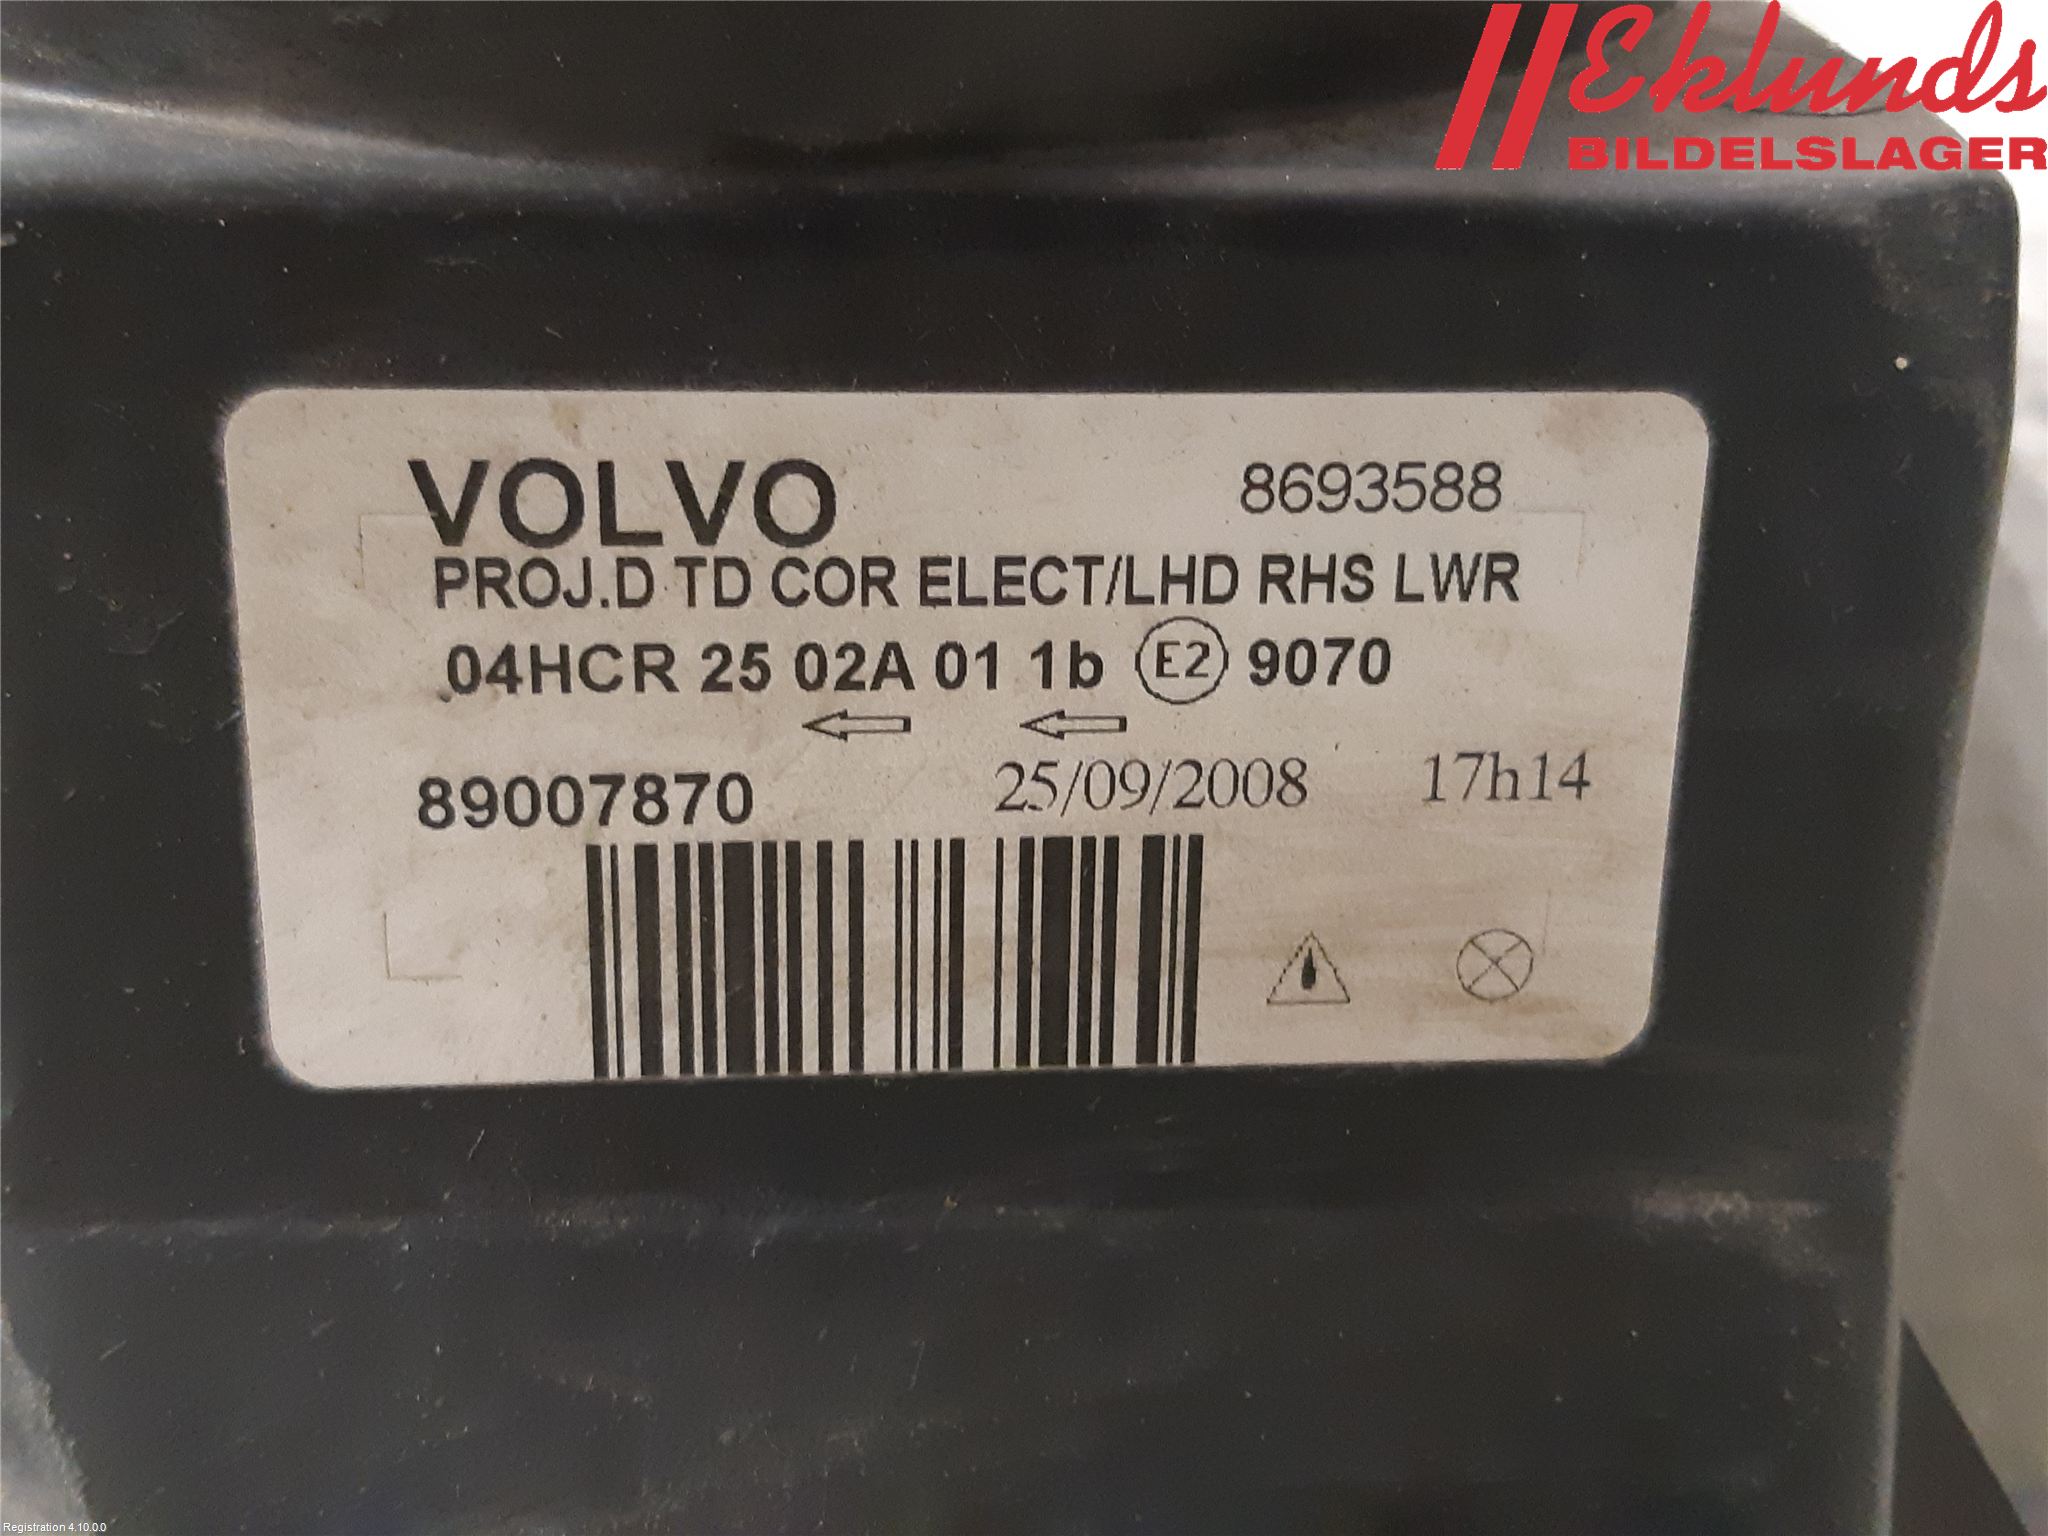 Eklunds
BILDELSLAGER
VOLVO 8693588
PROJ.D TD COR ELECT/LHD RHS LWR
04HCR 25 02A 01 1b E2 9070
89007870 25/09/2008 17h14
Registration 4.10.0.0